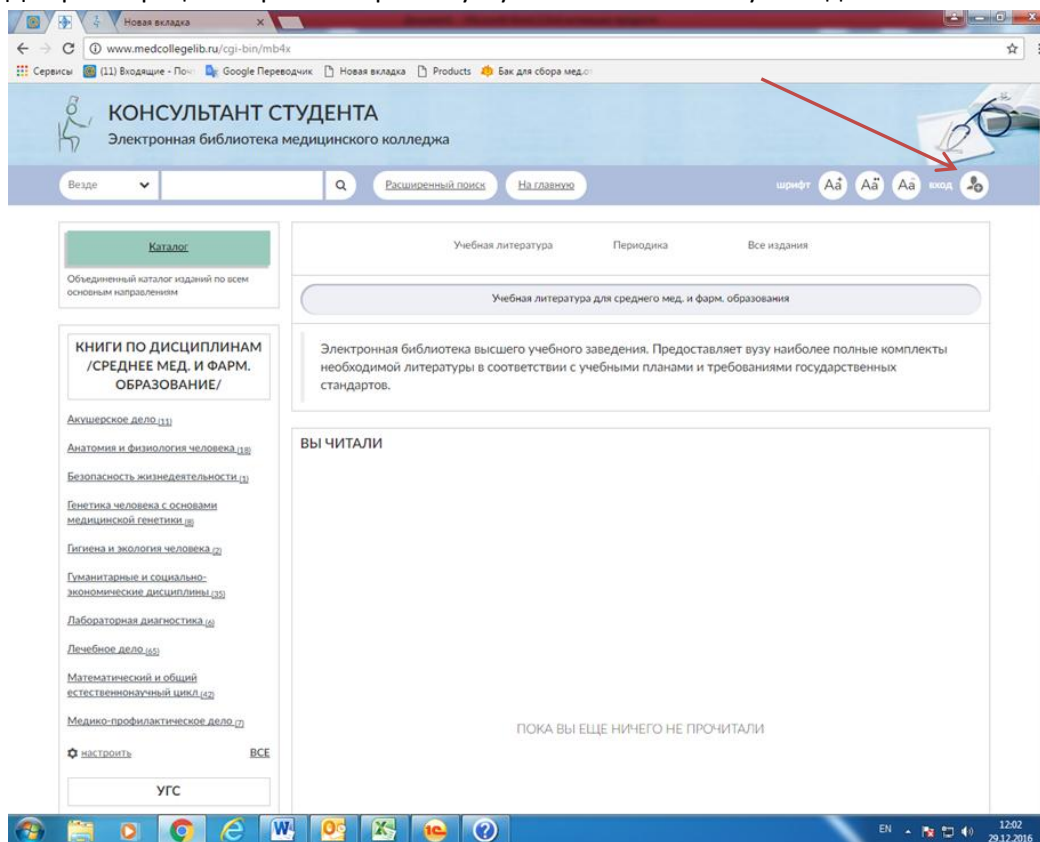 Новая вкладка
www.medcollegelib.ru/cgi-bin/mb4x
Сервисы (11) Входящие - Поч Google Переводчик Новая вкладка Products Бак для сбора мед.о
КОНСУЛЬТАНТ СТУДЕНТА
Электронная библиотека медицинского колледжа
Везде Расширенный поиск На главную шрифт Аа Аа Аа вход
Каталог
Объединенный каталог изданий по всем
основным направлениям
Учебная литература Периодика Все издания
Учебная литература для среднего мед. и фарм. образования
Электронная библиотека высшего учебного заведения. Предоставляет вузу наиболее полные комплекты
необходимой литературы в соответствии с учебными планами и требованиями государственных
стандартов.
КНИГИ ПО ДИСЦИПЛИНАМ
/СРЕДНЕЕ МЕД. И ФАРМ.
ОБРАЗОВАНИЕ/
Акушерское дело (11)
Анатомия и физиология человека (18)
Безопасность жизнедеятельности (1)
Генетика человека с основами
медицинской генетики (8)
Гигиена и экология человека (2)
Гуманитарные и социально-
экономические дисциплины (35)
Лабораторная диагностика (6)
Лечебное дело (65)
Математический и общий
естественнонаучный цикл (42)
Медико-профилактическое дело (7)
настроить ВСЕ
УГС
ВЫ ЧИТАЛИ
ПОКА ВЫ ЕЩЕ НИЧЕГО НЕ ПРОЧИТАЛИ
EN 12:02
29.12.2016